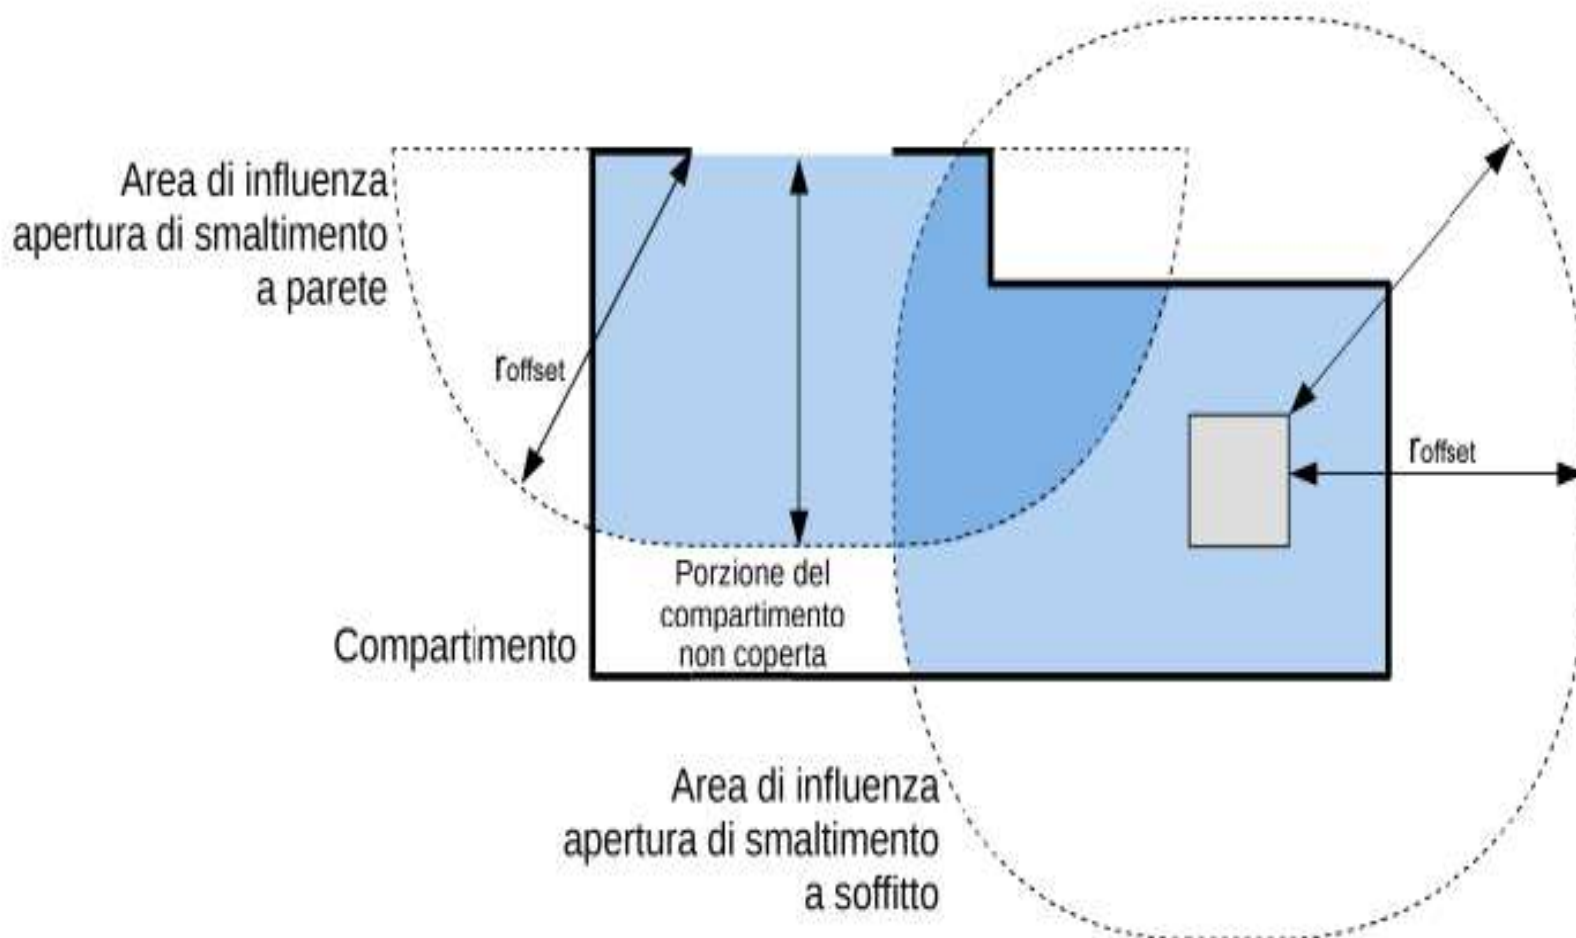 Area di influenza
apertura di smaltimento
a parete
roffset
roffset
Porzione del
compartimento
non coperta
Compartimento
Area di influenza
apertura di smaltimento
a soffitto